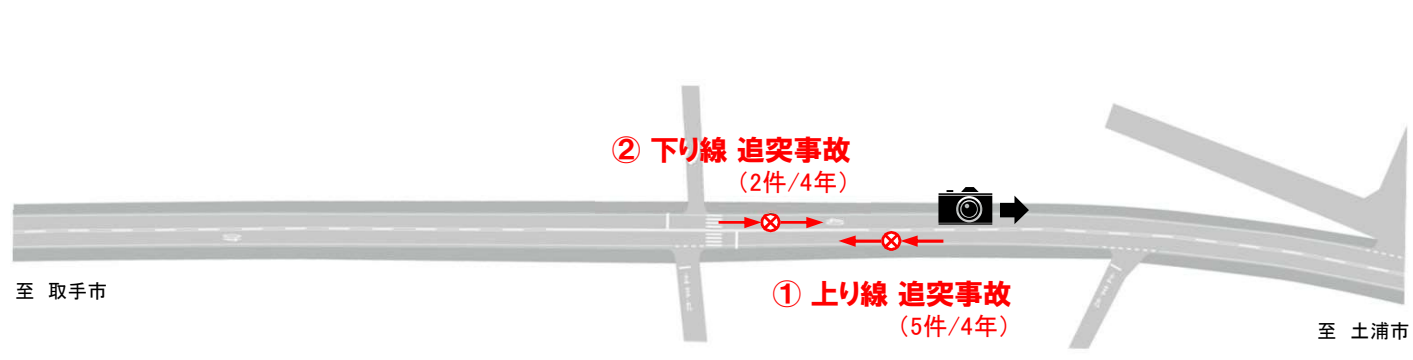 ② 下り線 追突事故
（2件/4年）
至 取手市
① 上り線 追突事故
（5件/4年）
至 土浦市